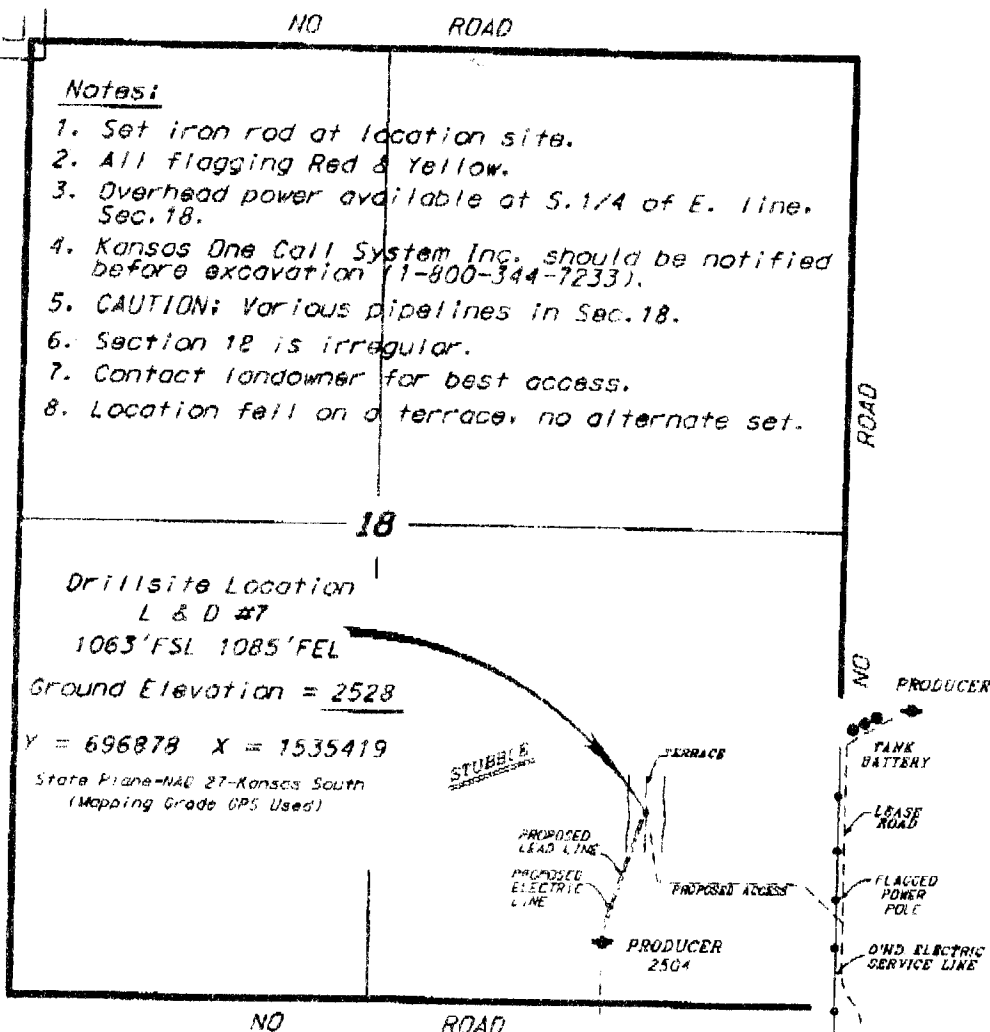 NO ROAD
Notes:
1. Set iron rod at location site.
2. All flagging Red & Yellow.
3. Overhead power available at S.1/4 of E. line,
Sec.18.
4. Kansas One Call System Inc. should be notified
before excavation (1-800-344-7233).
5. CAUTION: Various pipelines in Sec.18.
6. Section 18 is irregular.
7. Contact landowner for best access.
8. Location fell on a terrace, no alternate set.
ROAD
NO
18
Drillsite Location
L & D #7
1063'FSL 1085'FEL
Ground Elevation = 2528
Y = 696878 X = 1535419
State Plane-NAD 27-Kansas South
(Mapping Grade GPS Used)
STUBBLE
TERRACE
PROPOSED
LEAD LINE
PROPOSED
ELECTRIC
LINE
PROPOSED ACCESS
PRODUCER
2504
PRODUCER
TANK
BATTERY
LEASE
ROAD
FLAGGED
POWER
POLE
O'HD ELECTRIC
SERVICE LINE
NO ROAD